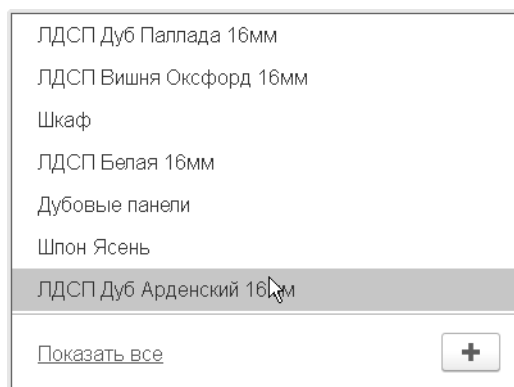 ЛДСП Дуб Паллада 16мм
ЛДСП Вишня Оксфорд 16мм
Шкаф
ЛДСП Белая 16мм
Дубовые панели
Шпон Ясень
ЛДСП Дуб Арденский 16мм
Показать все